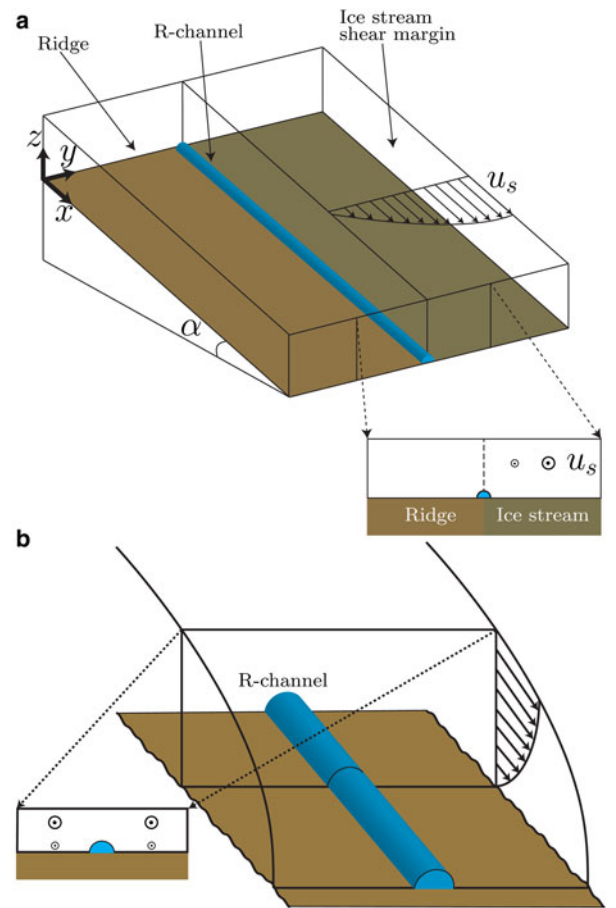 a
Ridge
R-channel
Ice stream
shear margin
z
y
x
u_s
α
u_s
Ridge
Ice stream
b
R-channel